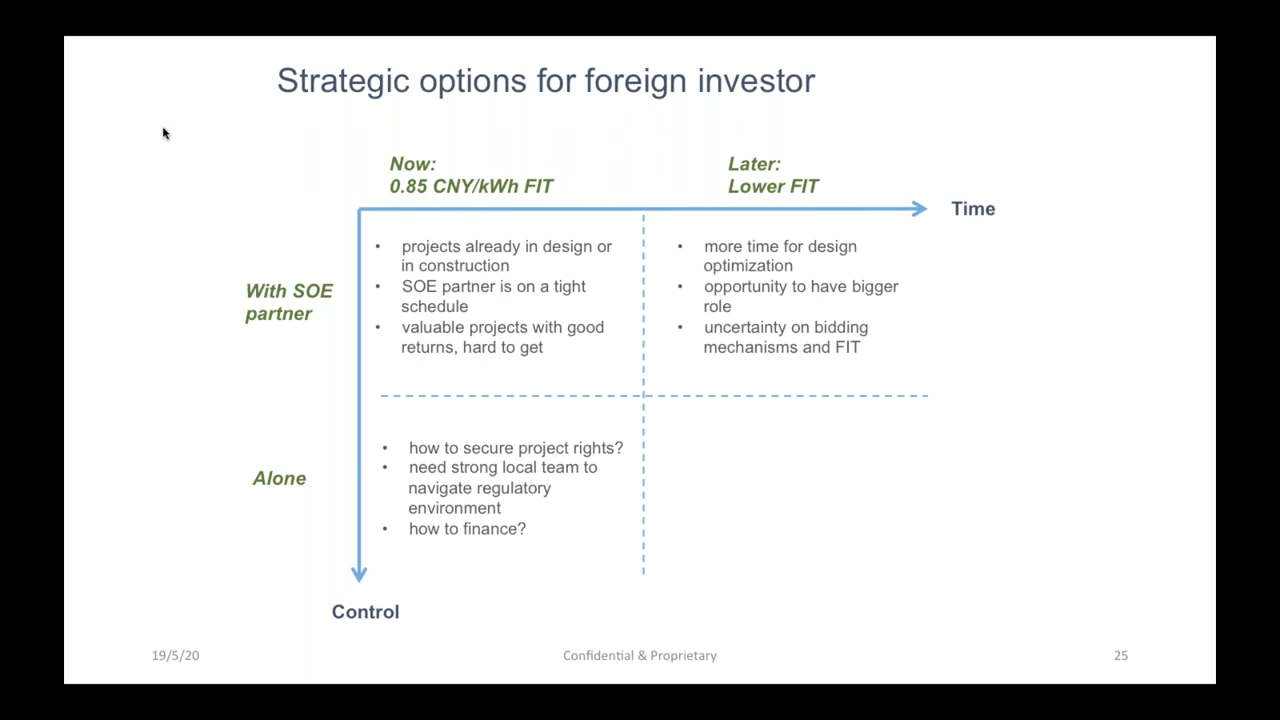 Strategic options for foreign investor
Now:
0.85 CNY/kWh FIT
Later:
Lower FIT
Time
With SOE
partner
• projects already in design or
in construction
• SOE partner is on a tight
schedule
• valuable projects with good
returns, hard to get
• more time for design
optimization
• opportunity to have bigger
role
• uncertainty on bidding
mechanisms and FIT
Alone
• how to secure project rights?
• need strong local team to
navigate regulatory
environment
• how to finance?
Control
19/5/20
Confidential & Proprietary
25